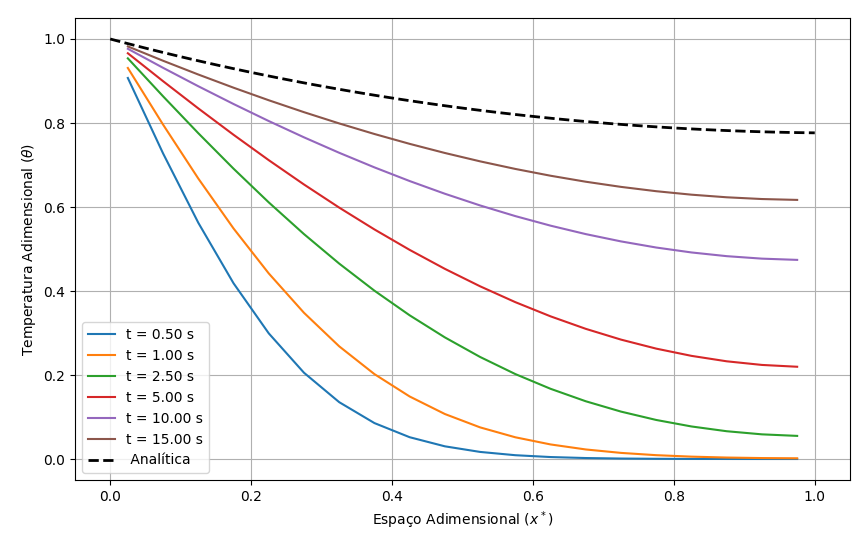 1.0
0.8
0.6
0.4
0.2
0.0
Temperatura Adimensional (θ)
t = 0.50 s
t = 1.00 s
t = 2.50 s
t = 5.00 s
t = 10.00 s
t = 15.00 s
Analítica
0.0 0.2 0.4 0.6 0.8 1.0
Espaço Adimensional (x*)